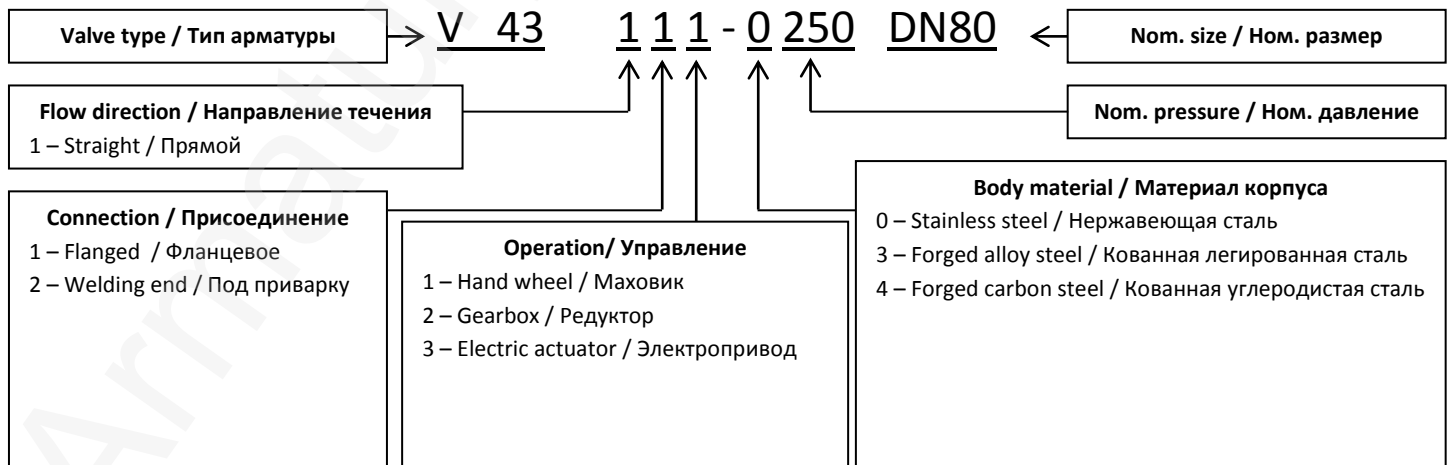 Valve type / Тип арматуры
V 43 111 - 0 250 DN80
Nom. size / Ном. размер
Flow direction / Направление течения
1 – Straight / Прямой
Nom. pressure / Ном. давление
Connection / Присоединение
1 – Flanged / Фланцевое
2 – Welding end / Под приварку
Operation/ Управление
1 – Hand wheel / Маховик
2 – Gearbox / Редуктор
3 – Electric actuator / Электропривод
Body material / Материал корпуса
0 – Stainless steel / Нержавеющая сталь
3 – Forged alloy steel / Кованная легированная сталь
4 – Forged carbon steel / Кованная углеродистая сталь